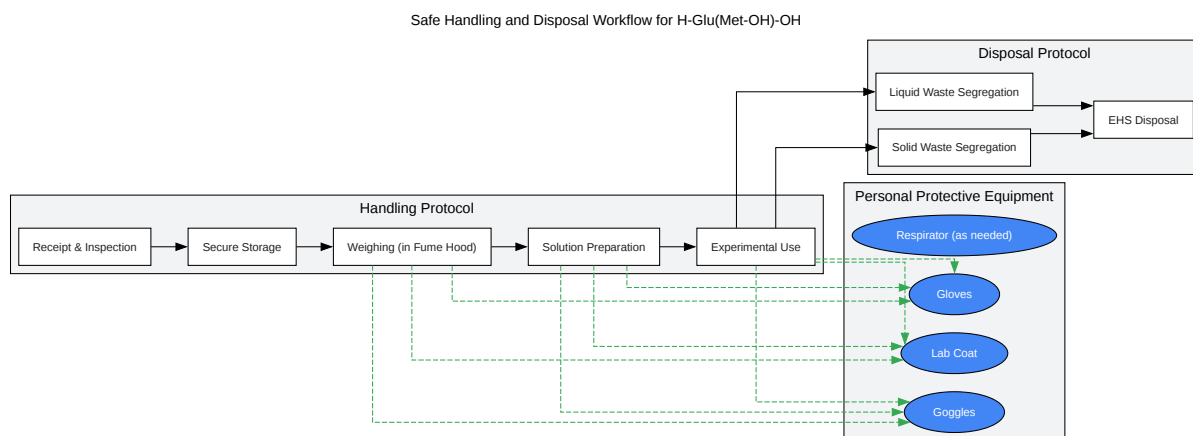 Safe Handling and Disposal Workflow for H-Glu(Met-OH)-OH
Disposal Protocol
Liquid Waste Segregation
EHS Disposal
Solid Waste Segregation
Handling Protocol
Receipt & Inspection
Secure Storage
Weighing (in Fume Hood)
Solution Preparation
Experimental Use
Personal Protective Equipment
Respirator (as needed)
Gloves
Lab Coat
Goggles